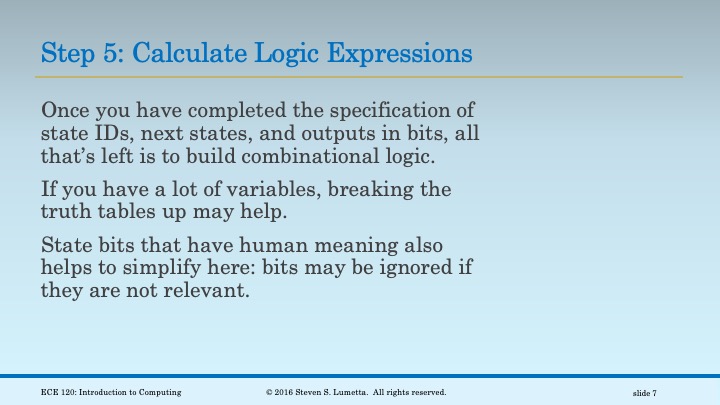 Step 5: Calculate Logic Expressions
Once you have completed the specification of
state IDs, next states, and outputs in bits, all
that's left is to build combinational logic.
If you have a lot of variables, breaking the
truth tables up may help.
State bits that have human meaning also
helps to simplify here: bits may be ignored if
they are not relevant.
ECE 120: Introduction to Computing
© 2016 Steven S. Lumetta. All rights reserved.
slide 7